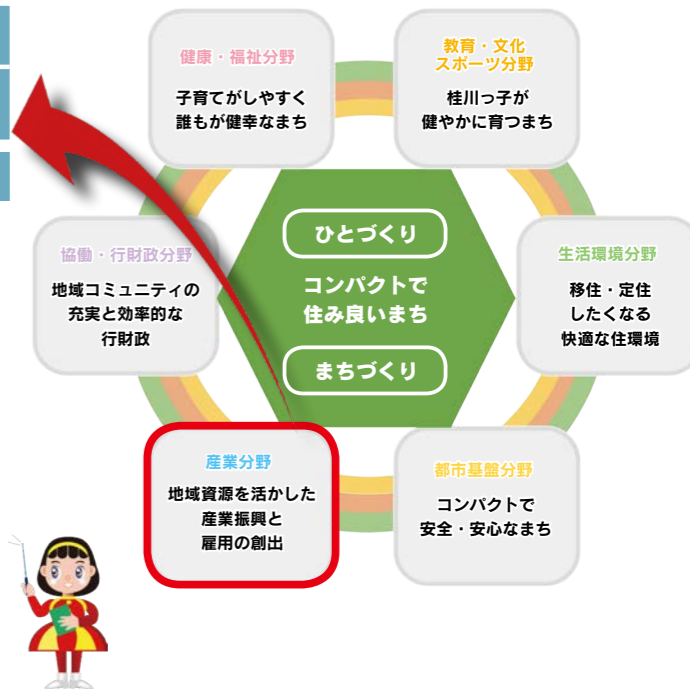 健康・福祉分野
子育てがしやすく
誰もが健幸なまち
教育・文化
スポーツ分野
桂川っ子が
健やかに育つまち
協働・行財政分野
地域コミュニティの
充実と効率的な
行財政
ひとづくり
コンパクトで
住み良いまち
まちづくり
生活環境分野
移住・定住
したくなる
快適な住環境
産業分野
地域資源を活かした
産業振興と
雇用の創出
都市基盤分野
コンパクトで
安全・安心なまち